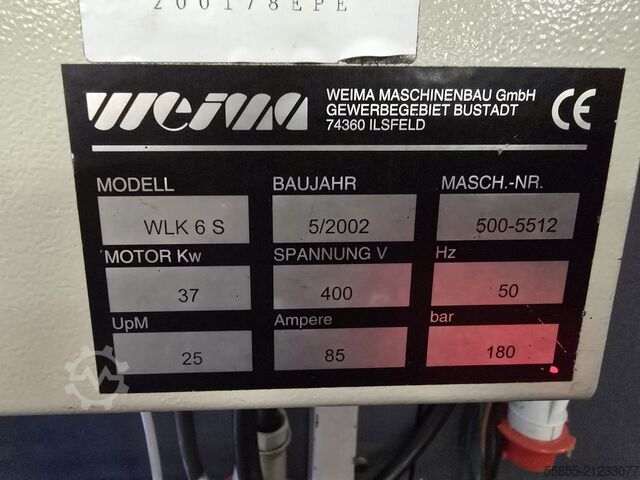 200178EPE
weima
WEIMA MASCHINENBAU GmbH
GEWERBEGEBIET BUSTADT
74360 ILSFELD
CE
MODELL BAUJAHR MASCH.-NR.
WLK 6 S 5/2002 500-5512
MOTOR Kw SPANNUNG V Hz
37 400 50
UpM Ampere bar
25 85 180
55855-21233077